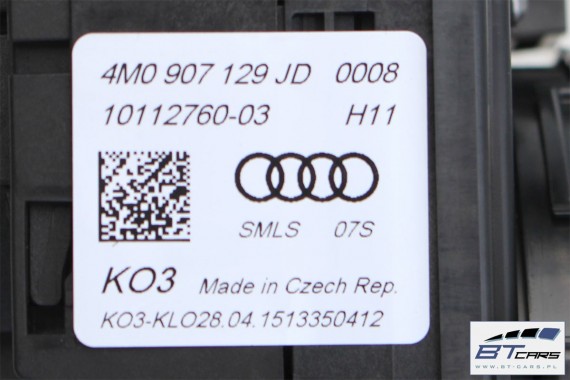 4M0 907 129 JD 0008
10112760-03 H11
SMLS 07S
KO3 Made in Czech Rep.
KO3-KLO28.04.1513350412
BT CARS
WWW.BT-CARS.PL